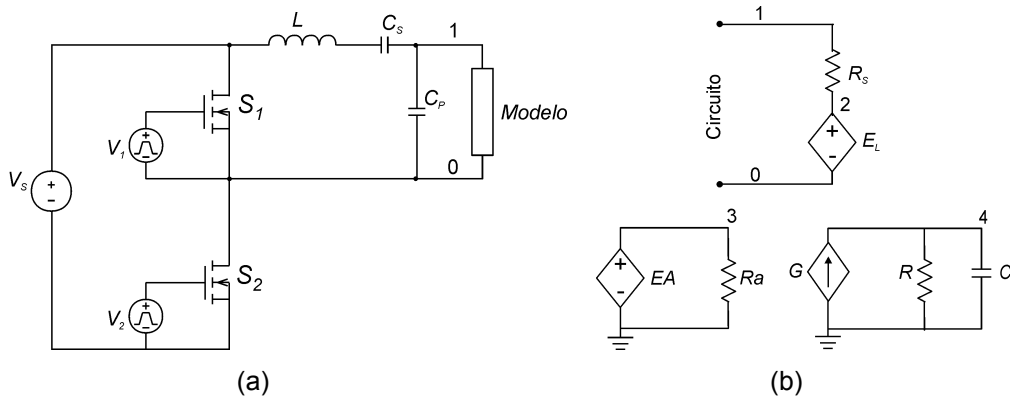 L
C_S
1
S_1
C_P
Modelo
V_1
V_S
0
S_2
V_2
(a)
1
Circuito
R_S
2
E_L
0
3
EA
Ra
4
G
R
C
(b)